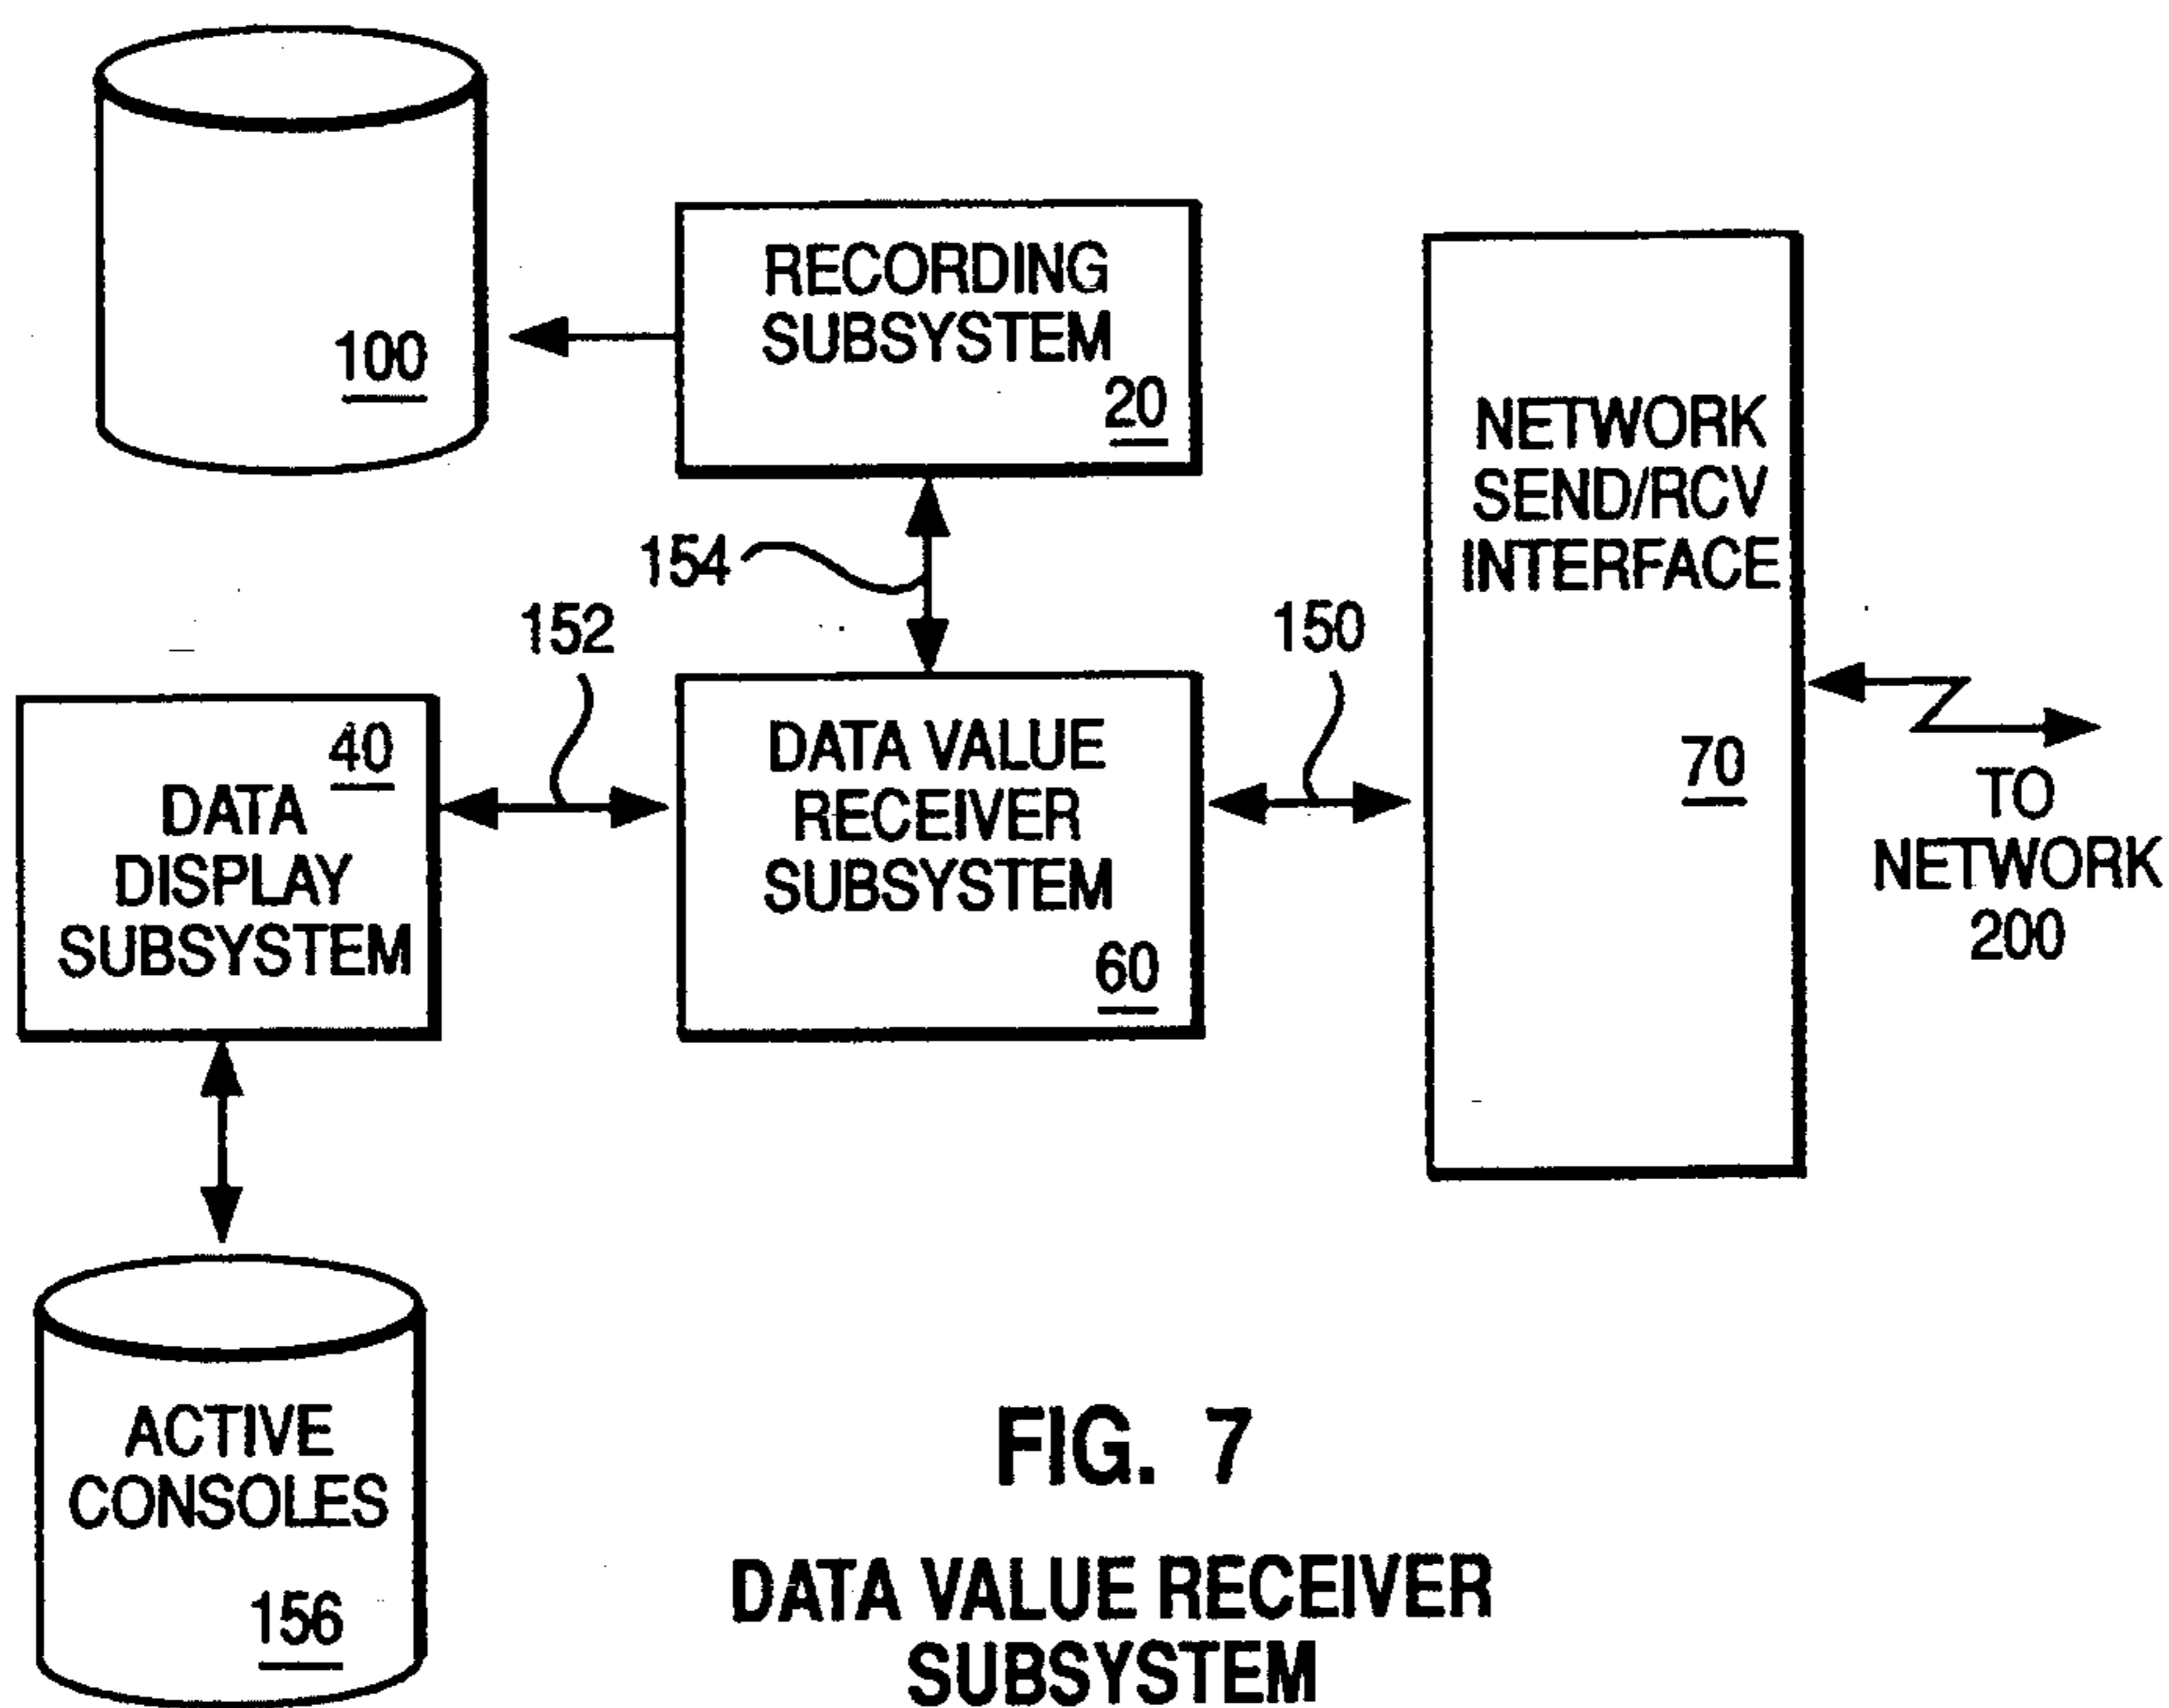 100
RECORDING
SUBSYSTEM
20
NETWORK
SEND/RCV
INTERFACE
70
154
152
150
40
DATA
DISPLAY
SUBSYSTEM
DATA VALUE
RECEIVER
SUBSYSTEM
60
TO
NETWORK
200
ACTIVE
CONSOLES
156
FIG. 7
DATA VALUE RECEIVER
SUBSYSTEM